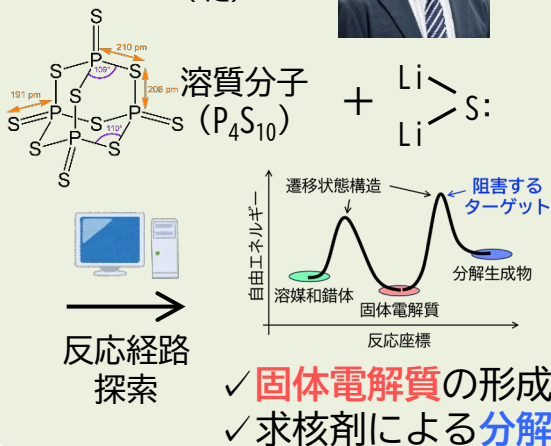 S
210 pm
P
109°
S
S
191 pm
208 pm
S
P
S
P
S
110°
S
P
S
S
溶質分子
(P₄S₁₀)
+
Li
Li
S:
自由エネルギー
遷移状態構造
阻害する
ターゲット
溶媒和錯体
固体電解質
分解生成物
反応座標
反応経路
探索
✓固体電解質の形成
✓求核剤による分解